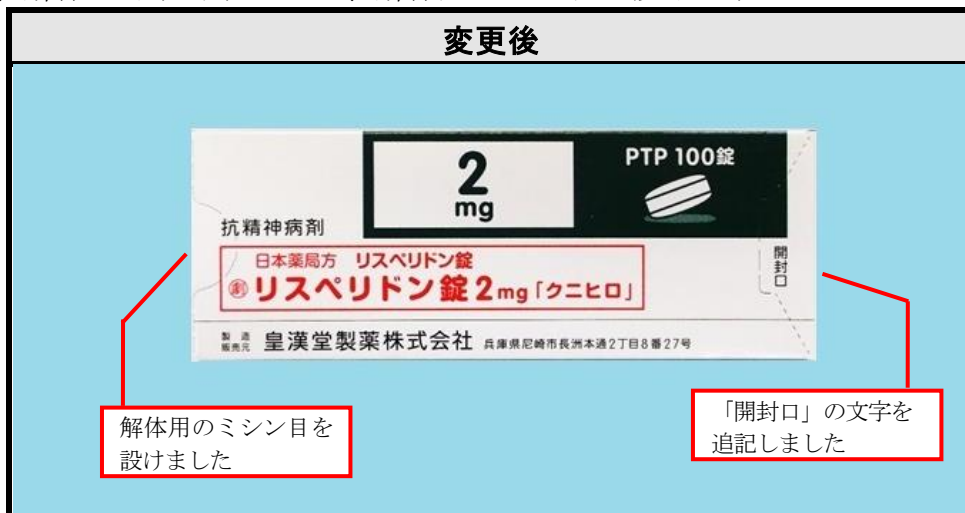 変更後
2
mg
PTP 100錠
抗精神病剤
日本薬局方 リスペリドン錠
劇 リスペリドン錠2mg「クニヒロ」
開封口
製造
販売元 皇漢堂製薬株式会社 兵庫県尼崎市長洲本通2丁目8番27号
解体用のミシン目を
設けました
「開封口」の文字を
追記しました